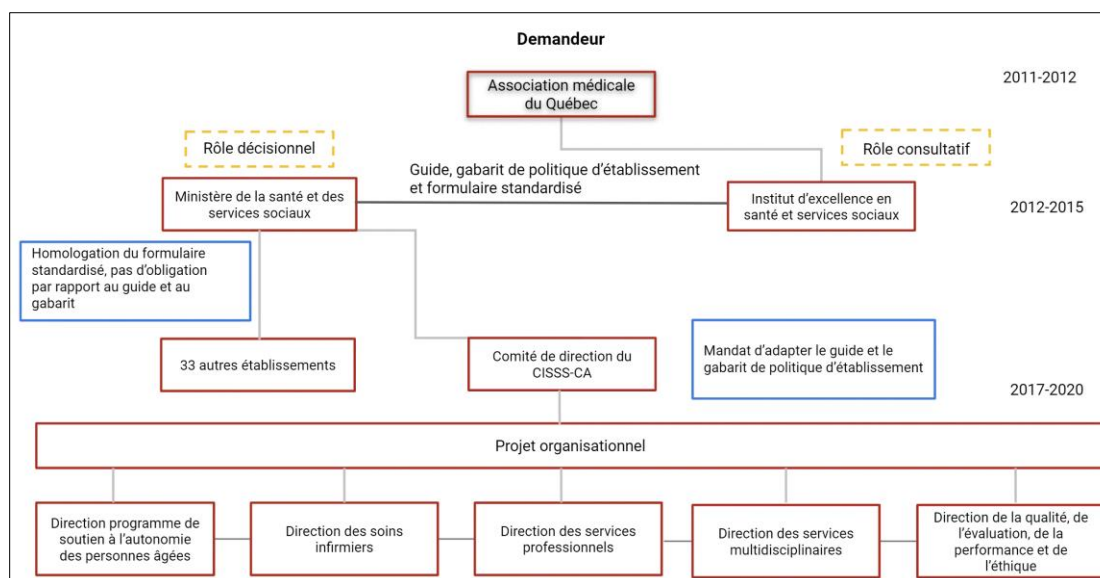 Demandeur
2011-2012
Association médicale
du Québec
Rôle décisionnel
Rôle consultatif
Guide, gabarit de politique d'établissement
et formulaire standardisé
Ministère de la santé et des
services sociaux
Institut d'excellence en
santé et services sociaux
2012-2015
Homologation du formulaire
standardisé, pas d'obligation
par rapport au guide et au
gabarit
33 autres établissements
Comité de direction du
CISSS-CA
Mandat d'adapter le guide et le
gabarit de politique d'établissement
2017-2020
Projet organisationnel
Direction programme de
soutien à l'autonomie
des personnes âgées
Direction des soins
infirmiers
Direction des services
professionnels
Direction des services
multidisciplinaires
Direction de la qualité, de
l'évaluation, de la
performance et de
l'éthique